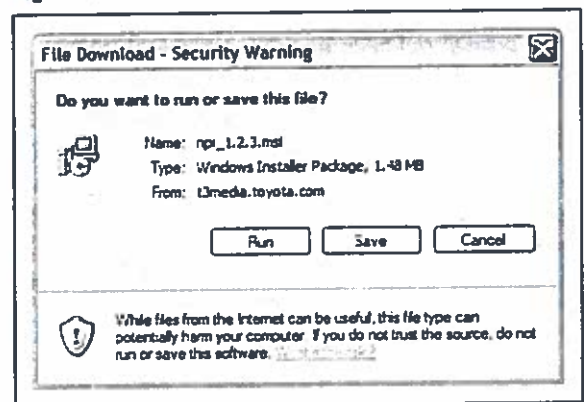 File Download - Security Warning
Do you want to run or save this file?
Name: npi_1.2.3.msi
Type: Windows Installer Package, 1.48 MB
From: t3media.toyota.com
Run Save Cancel
While files from the Internet can be useful, this file type can
potentially harm your computer. If you do not trust the source, do not
run or save this software.